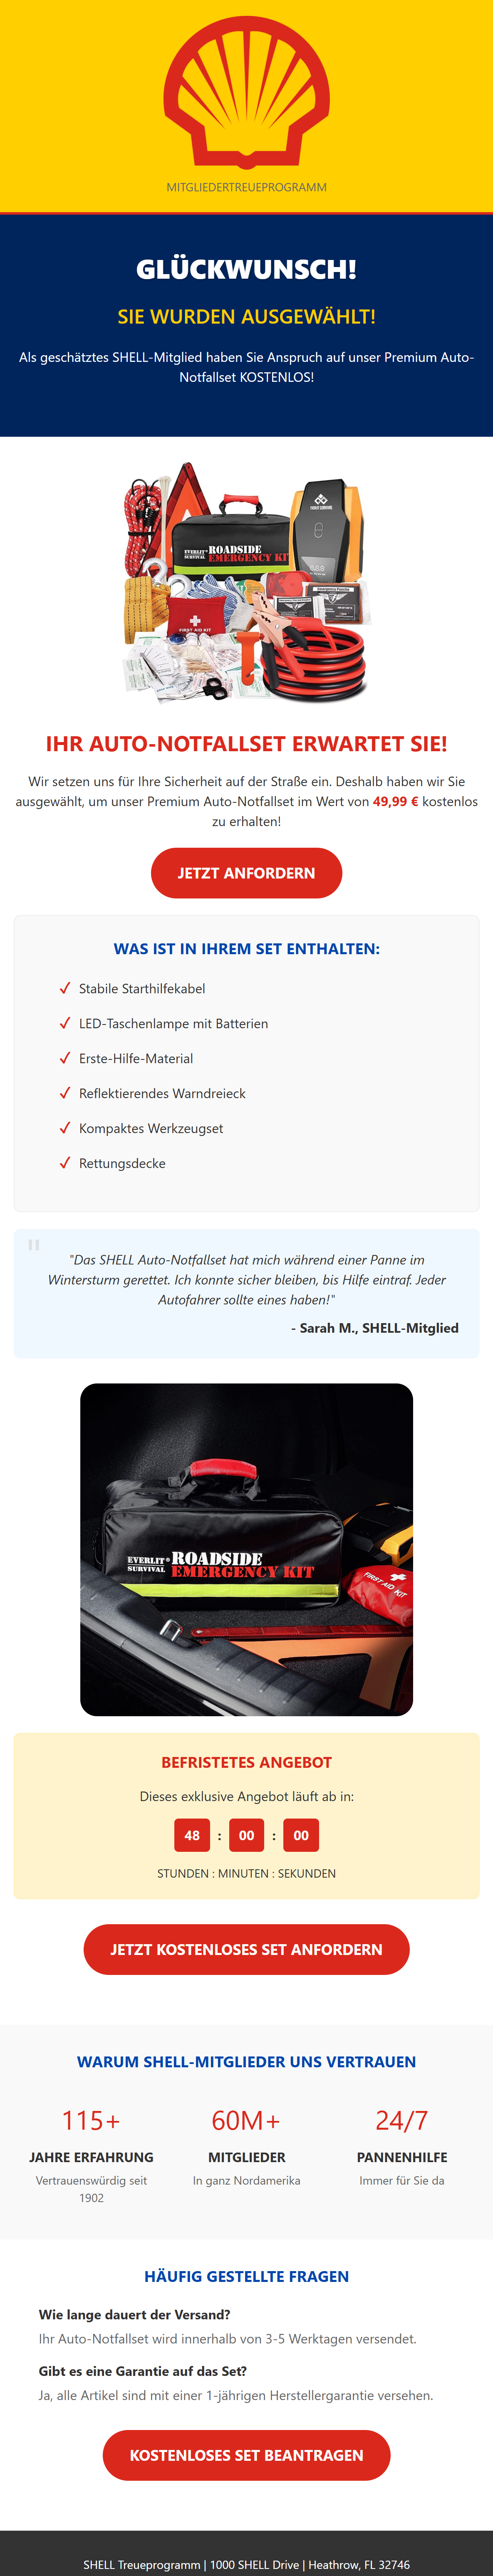 MITGLIEDERTREUEPROGRAMM
GLÜCKWUNSCH!
SIE WURDEN AUSGEWÄHLT!
Als geschätztes SHELL-Mitglied haben Sie Anspruch auf unser Premium Auto-
Notfallset KOSTENLOS!
EVERLIT SURVIVAL
ROADSIDE
EMERGENCY KIT
FIRST AID KIT
IHR AUTO-NOTFALLSET ERWARTET SIE!
Wir setzen uns für Ihre Sicherheit auf der Straße ein. Deshalb haben wir Sie
ausgewählt, um unser Premium Auto-Notfallset im Wert von 49,99 € kostenlos
zu erhalten!
JETZT ANFORDERN
WAS IST IN IHREM SET ENTHALTEN:
✓ Stabile Starthilfekabel
✓ LED-Taschenlampe mit Batterien
✓ Erste-Hilfe-Material
✓ Reflektierendes Warndreieck
✓ Kompaktes Werkzeugset
✓ Rettungsdecke
"Das SHELL Auto-Notfallset hat mich während einer Panne im
Wintersturm gerettet. Ich konnte sicher bleiben, bis Hilfe eintraf. Jeder
Autofahrer sollte eines haben!"
- Sarah M., SHELL-Mitglied
EVERLIT SURVIVAL
ROADSIDE
EMERGENCY KIT
FIRST AID KIT
BEFRISTETES ANGEBOT
Dieses exklusive Angebot läuft ab in:
48 : 00 : 00
STUNDEN : MINUTEN : SEKUNDEN
JETZT KOSTENLOSES SET ANFORDERN
WARUM SHELL-MITGLIEDER UNS VERTRAUEN
115+ 60M+ 24/7
JAHRE ERFAHRUNG MITGLIEDER PANNENHILFE
Vertrauenswürdig seit In ganz Nordamerika Immer für Sie da
1902
HÄUFIG GESTELLTE FRAGEN
Wie lange dauert der Versand?
Ihr Auto-Notfallset wird innerhalb von 3-5 Werktagen versendet.
Gibt es eine Garantie auf das Set?
Ja, alle Artikel sind mit einer 1-jährigen Herstellergarantie versehen.
KOSTENLOSES SET BEANTRAGEN
SHELL Treueprogramm | 1000 SHELL Drive | Heathrow, FL 32746